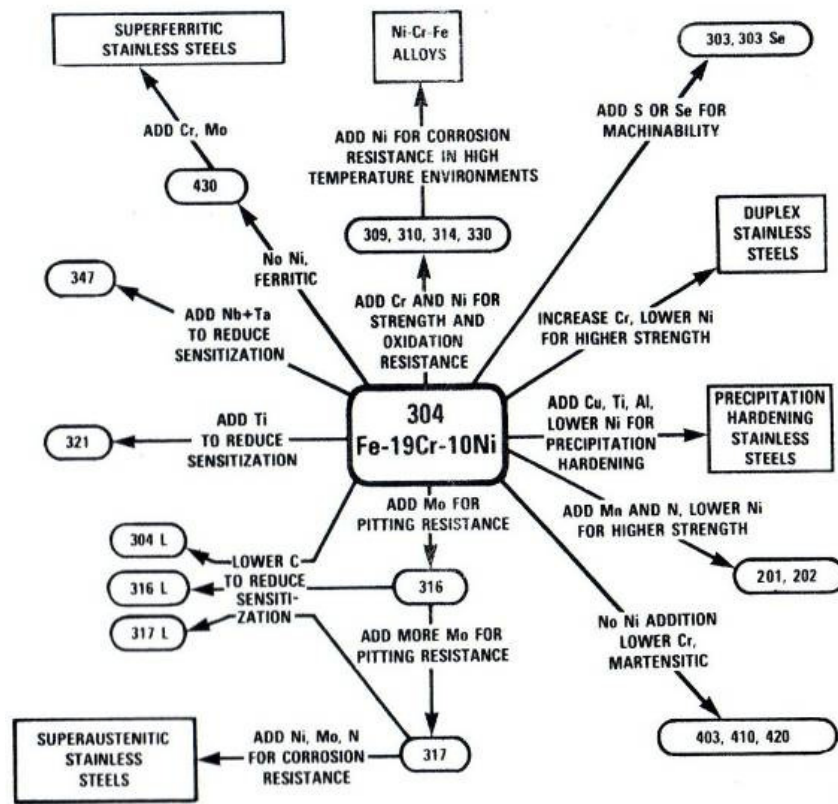 SUPERFERRITIC
STAINLESS STEELS
Ni-Cr-Fe
ALLOYS
303, 303 Se
ADD Cr, Mo
ADD Ni FOR CORROSION
RESISTANCE IN HIGH
TEMPERATURE ENVIRONMENTS
ADD S OR Se FOR
MACHINABILITY
430
309, 310, 314, 330
DUPLEX
STAINLESS
STEELS
No Ni,
FERRITIC
347
ADD Nb+Ta
TO REDUCE
SENSITIZATION
ADD Cr AND Ni FOR
STRENGTH AND
OXIDATION
RESISTANCE
INCREASE Cr, LOWER Ni
FOR HIGHER STRENGTH
304
Fe-19Cr-10Ni
ADD Cu, Ti, Al,
LOWER Ni FOR
PRECIPITATION
HARDENING
PRECIPITATION
HARDENING
STAINLESS
STEELS
321
ADD Ti
TO REDUCE
SENSITIZATION
ADD Mo FOR
PITTING RESISTANCE
ADD Mn AND N, LOWER Ni
FOR HIGHER STRENGTH
304 L
316 L
317 L
LOWER C
TO REDUCE
SENSITI-
ZATION
316
201, 202
ADD MORE Mo FOR
PITTING RESISTANCE
No Ni ADDITION
LOWER Cr,
MARTENSITIC
SUPERAUSTENITIC
STAINLESS
STEELS
ADD Ni, Mo, N
FOR CORROSION
RESISTANCE
317
403, 410, 420